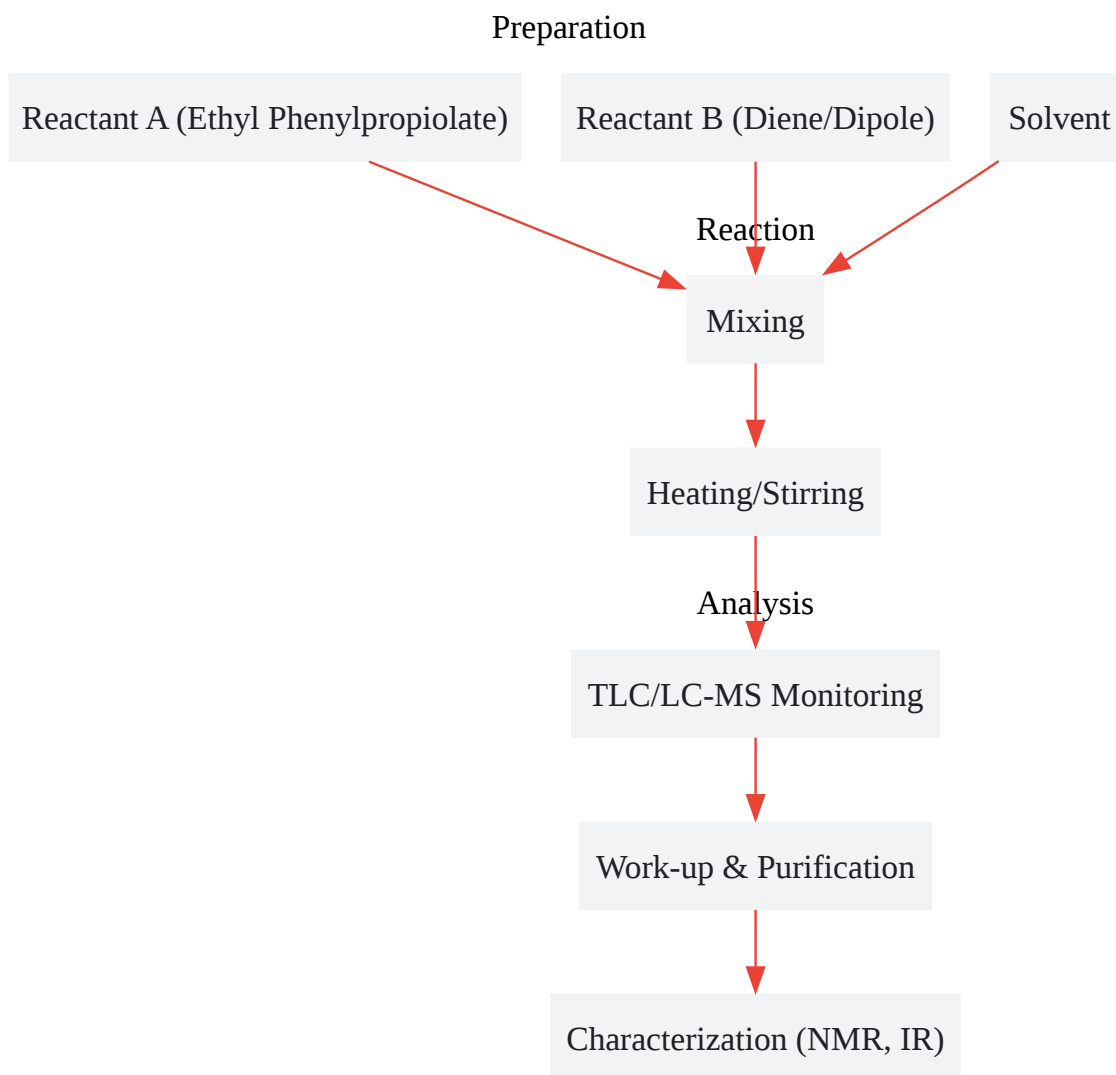 Preparation
Reactant A (Ethyl Phenylpropiolate)
Reactant B (Diene/Dipole)
Solvent
Reaction
Mixing
Heating/Stirring
Analysis
TLC/LC-MS Monitoring
Work-up & Purification
Characterization (NMR, IR)